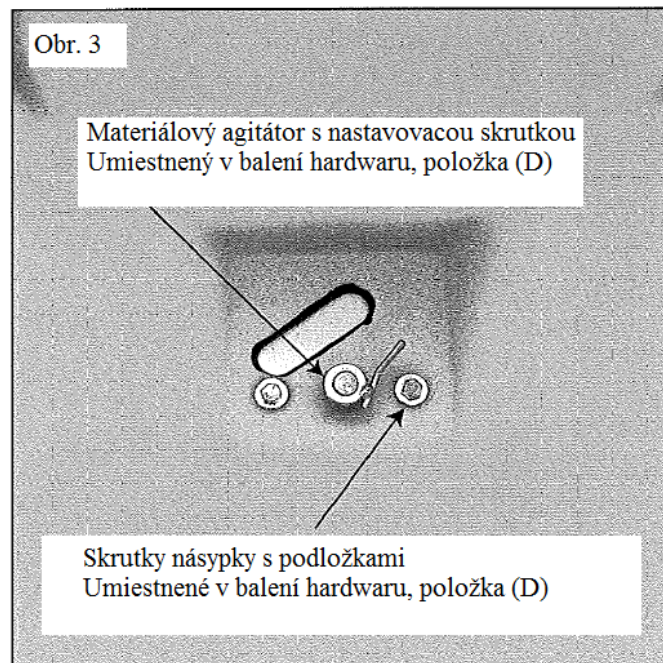 Obr. 3
Materiálový agitátor s nastavovacou skrutkou
Umiestnený v balení hardwaru, položka (D)
Skrutky násypky s podložkami
Umiestnené v balení hardwaru, položka (D)